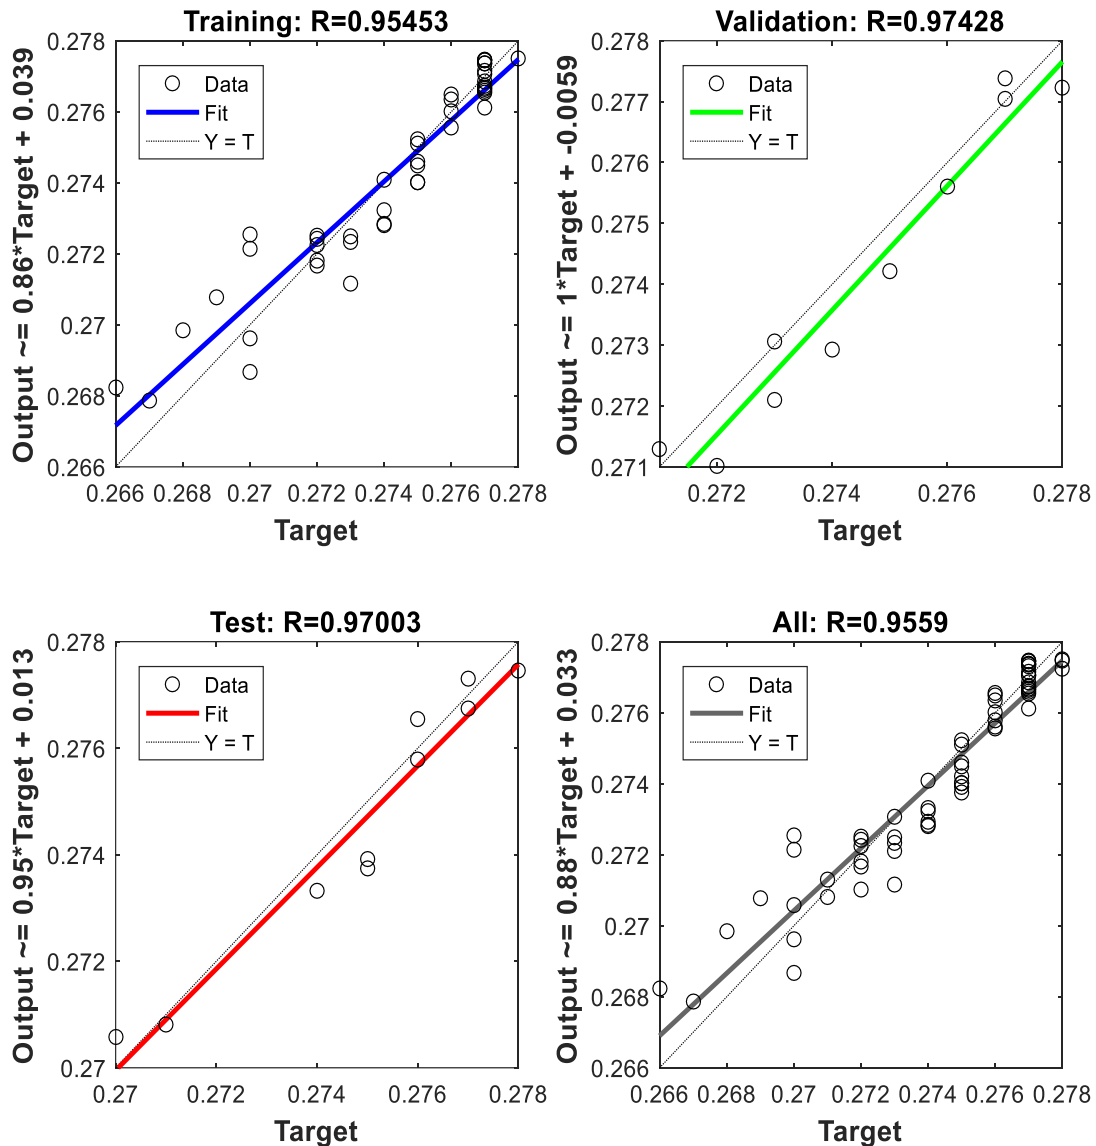 Training: R=0.95453
Output ~= 0.86*Target + 0.039
0.278
0.276
0.274
0.272
0.27
0.268
0.266
Data
Fit
Y = T
0.266 0.268 0.27 0.272 0.274 0.276 0.278
Target
Validation: R=0.97428
Output ~= 1*Target + -0.0059
0.278
0.277
0.276
0.275
0.274
0.273
0.272
0.271
Data
Fit
Y = T
0.272 0.274 0.276 0.278
Target
Test: R=0.97003
Output ~= 0.95*Target + 0.013
0.278
0.276
0.274
0.272
0.27
Data
Fit
Y = T
0.27 0.272 0.274 0.276 0.278
Target
All: R=0.9559
Output ~= 0.88*Target + 0.033
0.278
0.276
0.274
0.272
0.27
0.268
0.266
Data
Fit
Y = T
0.266 0.268 0.27 0.272 0.274 0.276 0.278
Target